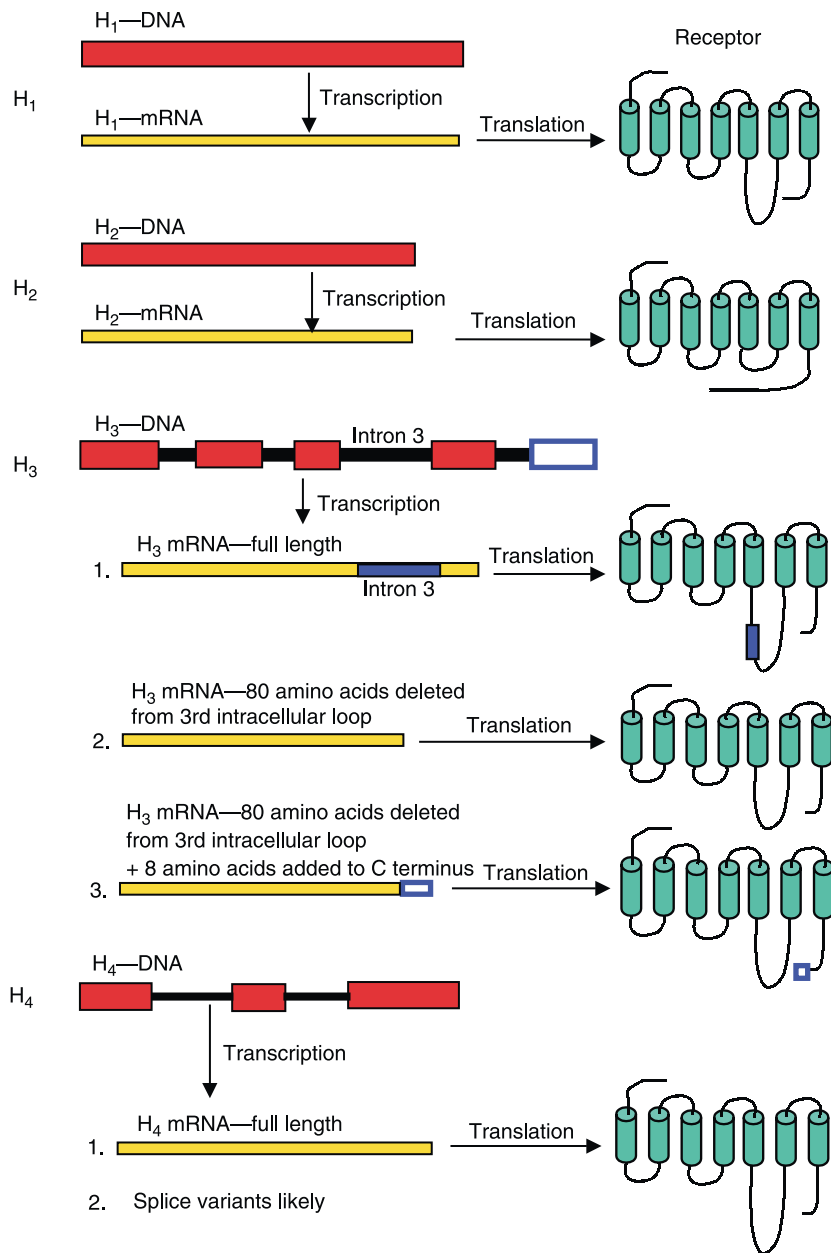 H₁—DNA
Receptor
H₁
Transcription
H₁—mRNA
Translation
H₂—DNA
H₂
Transcription
H₂—mRNA
Translation
H₃—DNA
Intron 3
H₃
Transcription
H₃ mRNA—full length
Translation
1.
Intron 3
H₃ mRNA—80 amino acids deleted
from 3rd intracellular loop
Translation
2.
H₃ mRNA—80 amino acids deleted
from 3rd intracellular loop
+ 8 amino acids added to C terminus
Translation
3.
H₄—DNA
H₄
Transcription
H₄ mRNA—full length
Translation
1.
2. Splice variants likely